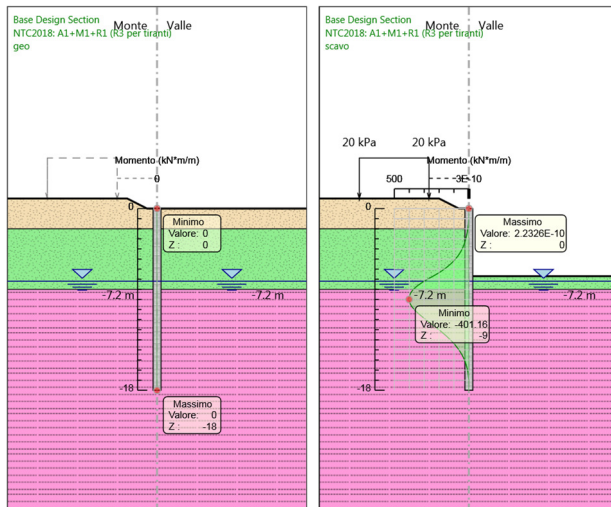 Base Design Section
NTC2018: A1+M1+R1 (R3 per tiranti)
geo
Monte Valle
Momento (kN*m/m)
0
0
Minimo
Valore: 0
Z : 0
-7.2 m
-7.2 m
-18
Massimo
Valore: 0
Z : -18
Base Design Section
NTC2018: A1+M1+R1 (R3 per tiranti)
scavo
Monte Valle
20 kPa
20 kPa
Momento (kN*m/m)
500
3E-10
0
Massimo
Valore: 2.2326E-10
Z : 0
-7.2 m
-7.2 m
Minimo
Valore: -401.16
Z : -9
-18